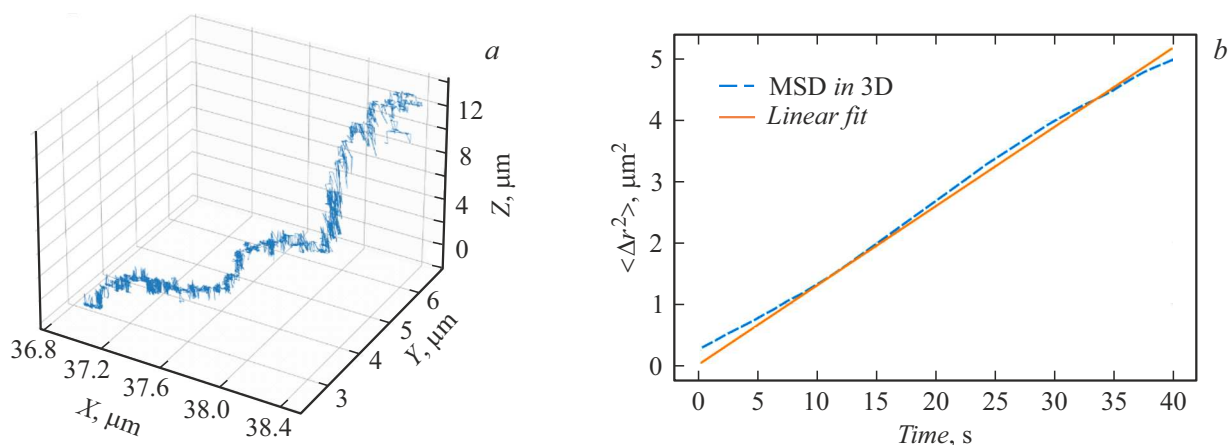 a
12
8
4
0
Z, μm
6
5
4
3
Y, μm
36.8
37.2
37.6
38.0
38.4
X, μm
b
5
4
3
2
1
0
<Δr²>, μm²
MSD in 3D
Linear fit
0 5 10 15 20 25 30 35 40
Time, s